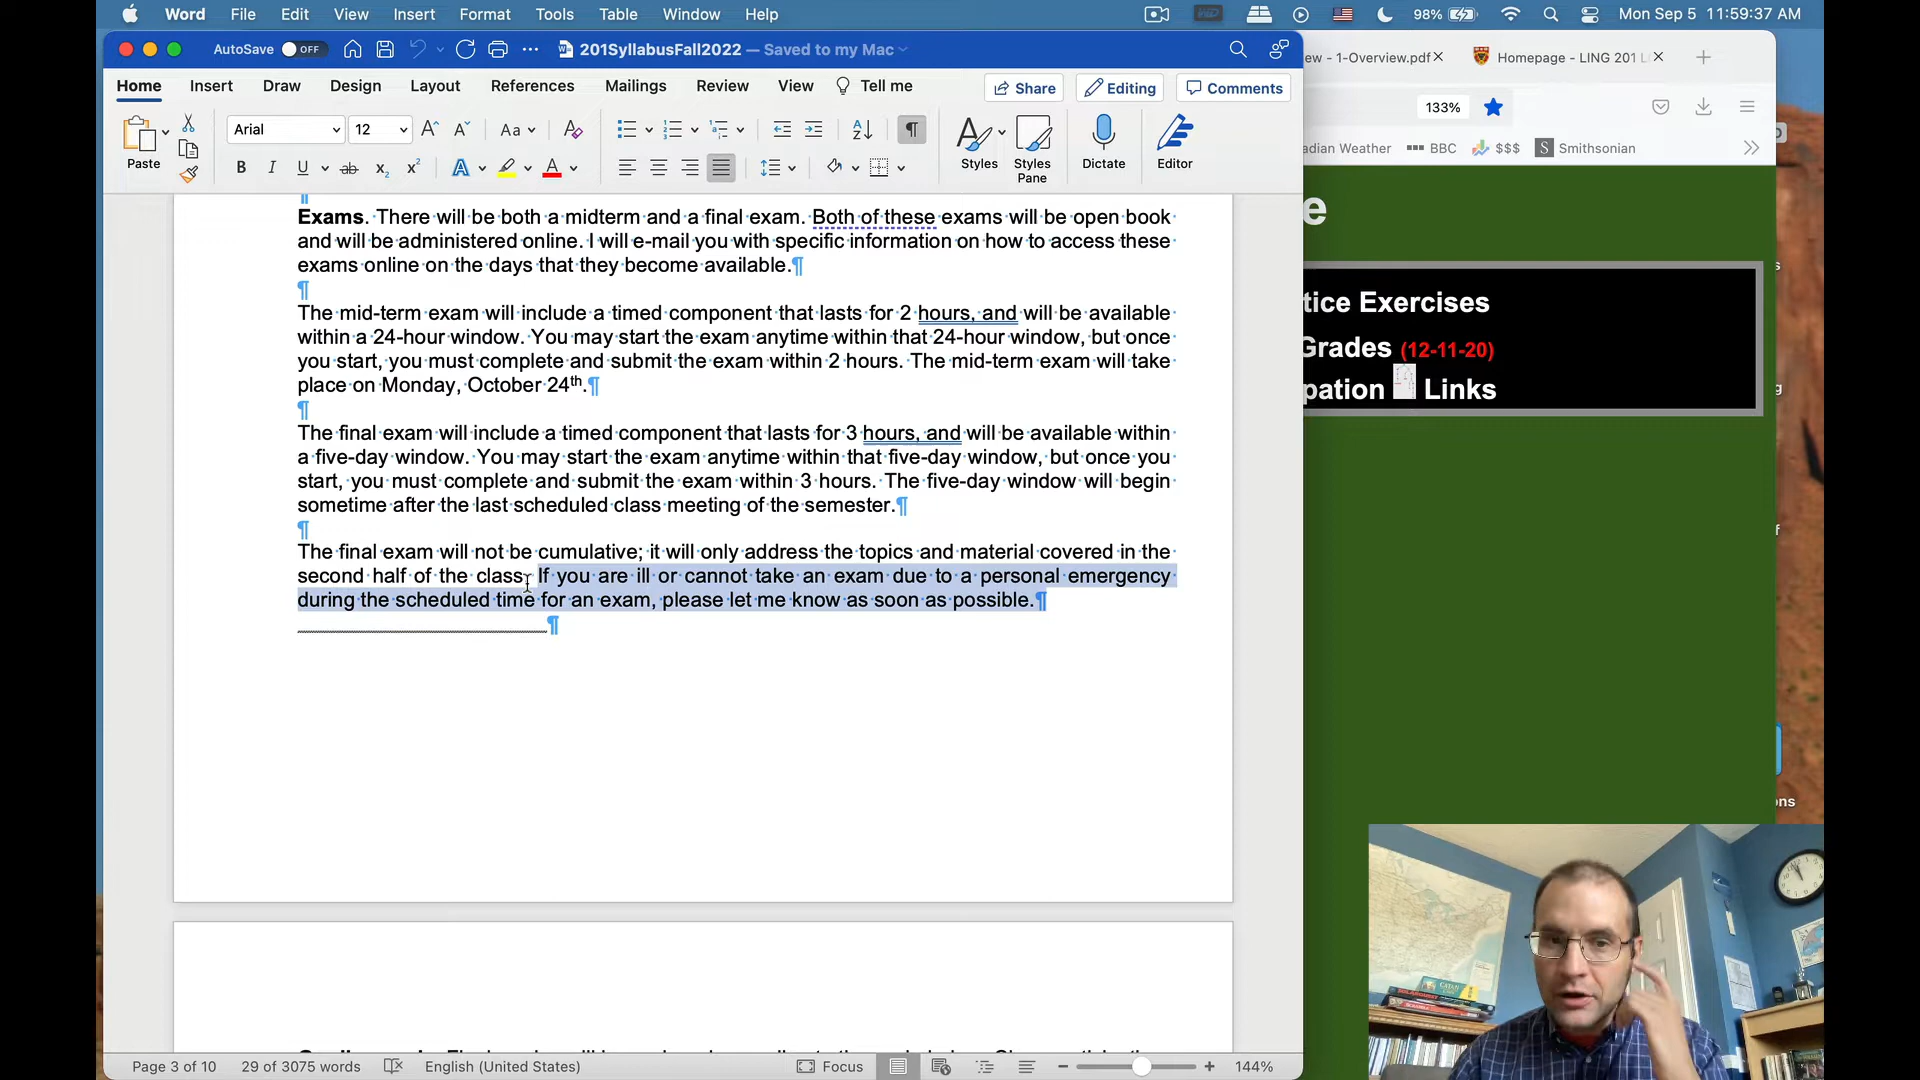 Word File Edit View Insert Format Tools Table Window Help 98% Mon Sep 5 11:59:37 AM
AutoSave OFF 201SyllabusFall2022 — Saved to my Mac
ew - 1-Overview.pdf Homepage - LING 201 L
Home Insert Draw Design Layout References Mailings Review View Tell me Share Editing Comments
133%
Arial 12 Aa
Paste Styles Styles Pane Dictate Editor
adian Weather BBC $$$ Smithsonian
Exams. There will be both a midterm and a final exam. Both of these exams will be open book
and will be administered online. I will e-mail you with specific information on how to access these
exams online on the days that they become available.¶
¶
The mid-term exam will include a timed component that lasts for 2 hours, and will be available
within a 24-hour window. You may start the exam anytime within that 24-hour window, but once
you start, you must complete and submit the exam within 2 hours. The mid-term exam will take
place on Monday, October 24th.¶
¶
The final exam will include a timed component that lasts for 3 hours, and will be available within
a five-day window. You may start the exam anytime within that five-day window, but once you
start, you must complete and submit the exam within 3 hours. The five-day window will begin
sometime after the last scheduled class meeting of the semester.¶
¶
The final exam will not be cumulative; it will only address the topics and material covered in the
second half of the class. If you are ill or cannot take an exam due to a personal emergency
during the scheduled time for an exam, please let me know as soon as possible.¶
¶
e
tice Exercises
Grades (12-11-20)
pation Links
ons
CATAN
Page 3 of 10 29 of 3075 words English (United States) Focus 144%